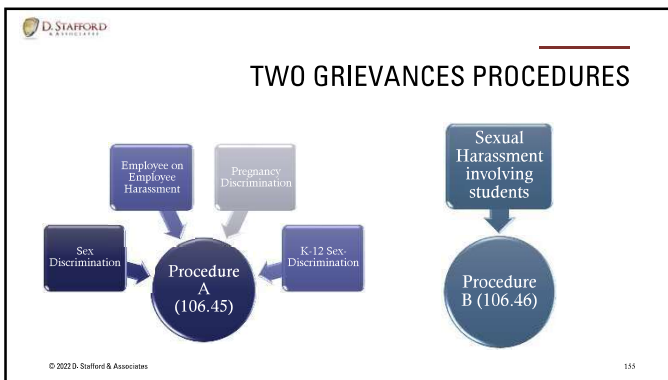 D. STAFFORD
& ASSOCIATES
TWO GRIEVANCES PROCEDURES
Employee on
Employee
Harassment
Pregnancy
Discrimination
Sex
Discrimination
K-12 Sex-
Discrimination
Procedure
A
(106.45)
Sexual
Harassment
involving
students
Procedure
B (106.46)
© 2022 D. Stafford & Associates
155